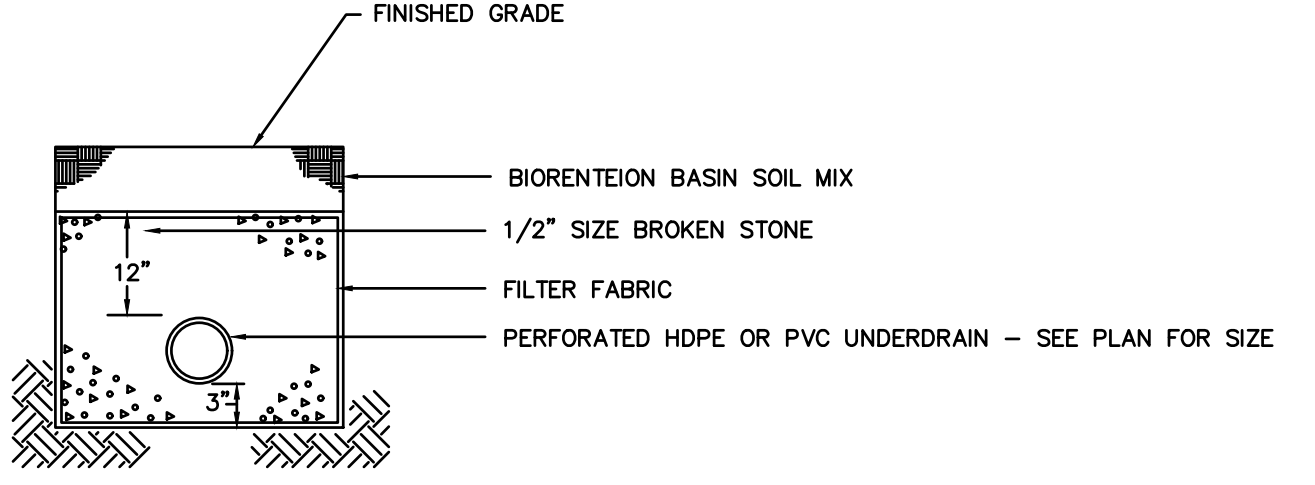 FINISHED GRADE
BIORENTEION BASIN SOIL MIX
1/2" SIZE BROKEN STONE
12"
FILTER FABRIC
PERFORATED HDPE OR PVC UNDERDRAIN – SEE PLAN FOR SIZE
3"